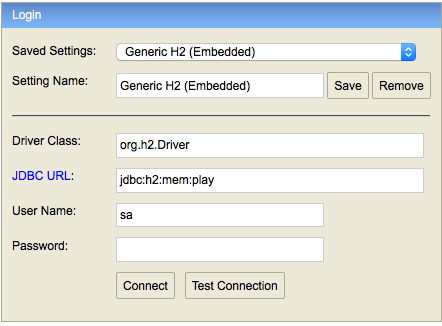 Login
Saved Settings: Generic H2 (Embedded)
Setting Name: Generic H2 (Embedded) Save Remove
Driver Class: org.h2.Driver
JDBC URL: jdbc:h2:mem:play
User Name: sa
Password:
Connect Test Connection